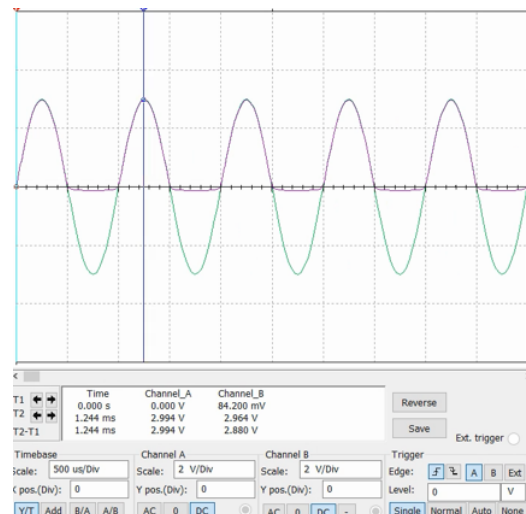 Time Channel_A Channel_B
T1 0.000 s 0.000 V 84.200 mV
T2 1.244 ms 2.994 V 2.964 V
T2-T1 1.244 ms 2.994 V 2.880 V
Reverse
Save
Ext. trigger
Timebase
Scale: 500 us/Div
X pos.(Div): 0
Y/T Add B/A A/B
Channel A
Scale: 2 V/Div
Y pos.(Div): 0
AC 0 DC
Channel B
Scale: 2 V/Div
Y pos.(Div): 0
AC 0 DC -
Trigger
Edge: A B Ext
Level: 0 V
Single Normal Auto None